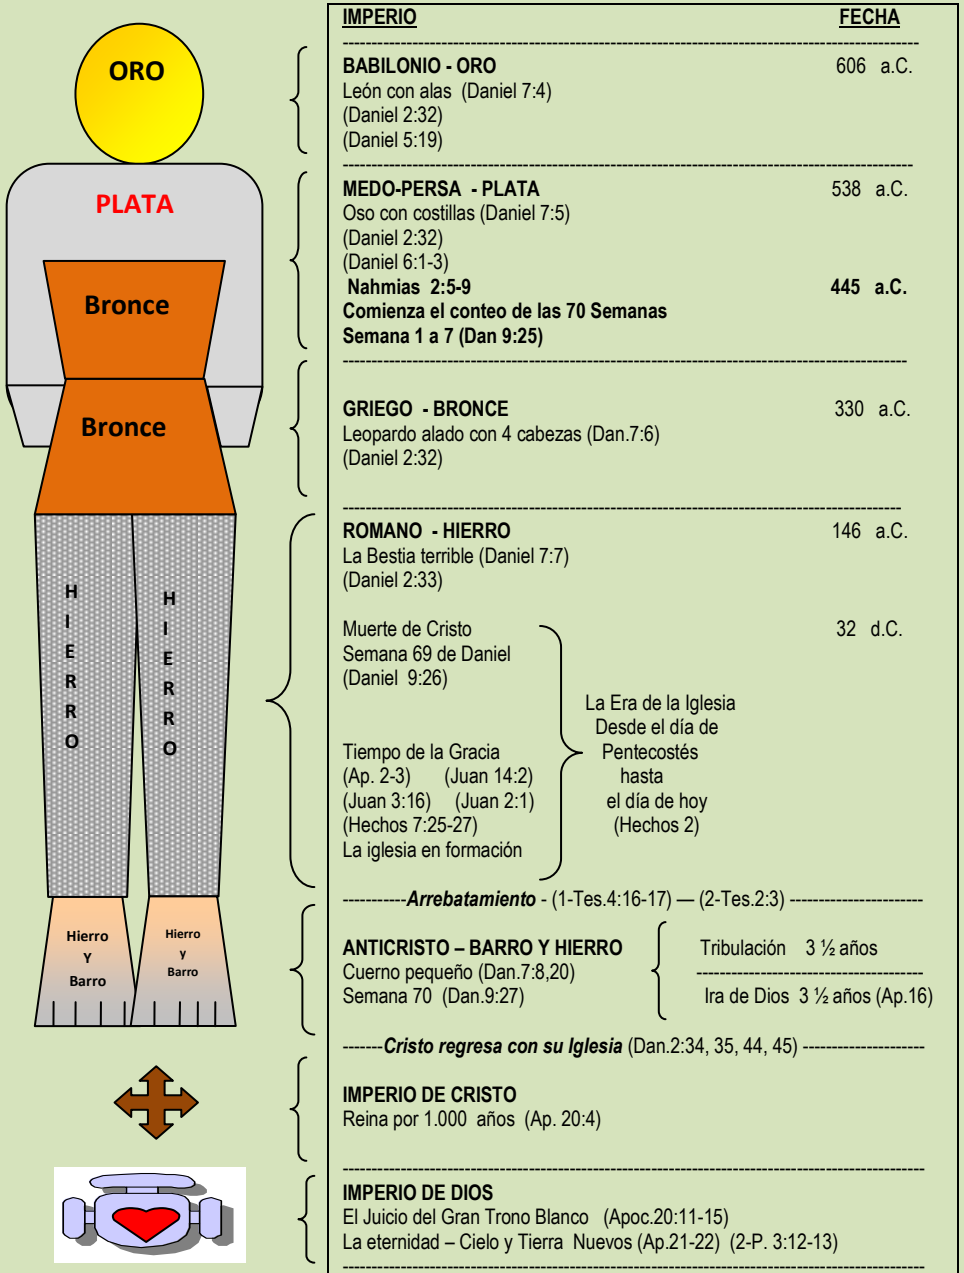 IMPERIO FECHA
ORO
BABILONIO - ORO 606 a.C.
León con alas (Daniel 7:4)
(Daniel 2:32)
(Daniel 5:19)
PLATA
MEDO-PERSA - PLATA 538 a.C.
Oso con costillas (Daniel 7:5)
(Daniel 2:32)
(Daniel 6:1-3)
Nahmias 2:5-9 445 a.C.
Comienza el conteo de las 70 Semanas
Semana 1 a 7 (Dan 9:25)
Bronce
Bronce
GRIEGO - BRONCE 330 a.C.
Leopardo alado con 4 cabezas (Dan.7:6)
(Daniel 2:32)
HIERRO
HIERRO
ROMANO - HIERRO 146 a.C.
La Bestia terrible (Daniel 7:7)
(Daniel 2:33)
Muerte de Cristo 32 d.C.
Semana 69 de Daniel
(Daniel 9:26)
Tiempo de la Gracia
(Ap. 2-3) (Juan 14:2)
(Juan 3:16) (Juan 2:1)
(Hechos 7:25-27)
La iglesia en formación
La Era de la Iglesia
Desde el día de
Pentecostés
hasta
el día de hoy
(Hechos 2)
-----------Arrebatamiento - (1-Tes.4:16-17) — (2-Tes.2:3) -----------------------
Hierro
Y
Barro
Hierro
y
Barro
ANTICRISTO – BARRO Y HIERRO
Cuerno pequeño (Dan.7:8,20)
Semana 70 (Dan.9:27)
Tribulación 3 ½ años
Ira de Dios 3 ½ años (Ap.16)
-------Cristo regresa con su Iglesia (Dan.2:34, 35, 44, 45) ---------------------
IMPERIO DE CRISTO
Reina por 1.000 años (Ap. 20:4)
IMPERIO DE DIOS
El Juicio del Gran Trono Blanco (Apoc.20:11-15)
La eternidad – Cielo y Tierra Nuevos (Ap.21-22) (2-P. 3:12-13)